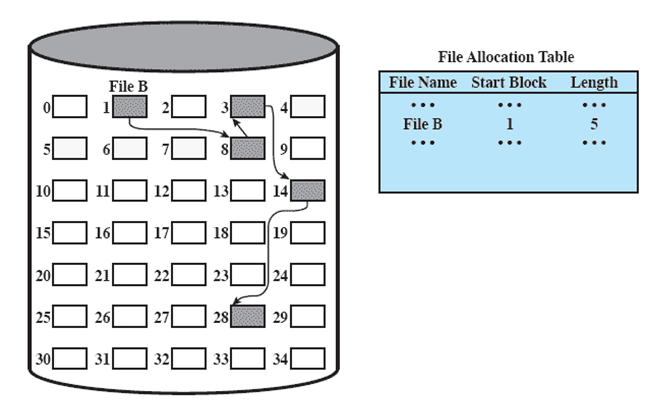 File Allocation Table
File Name Start Block Length
••• ••• •••
File B 1 5
••• ••• •••
File B
0 1 2 3 4
5 6 7 8 9
10 11 12 13 14
15 16 17 18 19
20 21 22 23 24
25 26 27 28 29
30 31 32 33 34